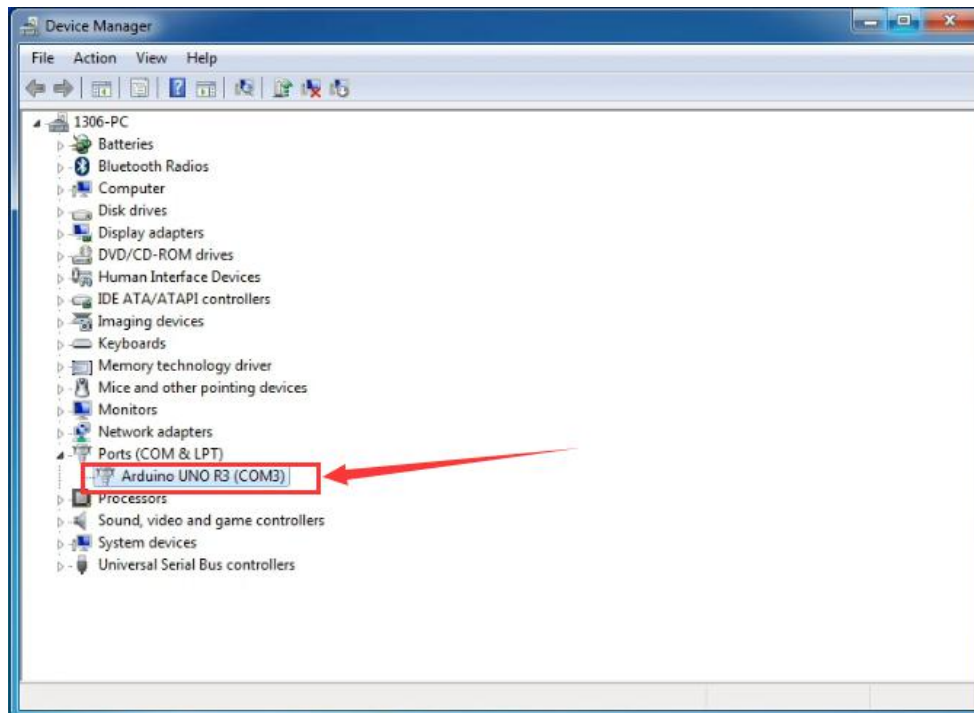 Device Manager
File Action View Help
1306-PC
Batteries
Bluetooth Radios
Computer
Disk drives
Display adapters
DVD/CD-ROM drives
Human Interface Devices
IDE ATA/ATAPI controllers
Imaging devices
Keyboards
Memory technology driver
Mice and other pointing devices
Monitors
Network adapters
Ports (COM & LPT)
Arduino UNO R3 (COM3)
Processors
Sound, video and game controllers
System devices
Universal Serial Bus controllers